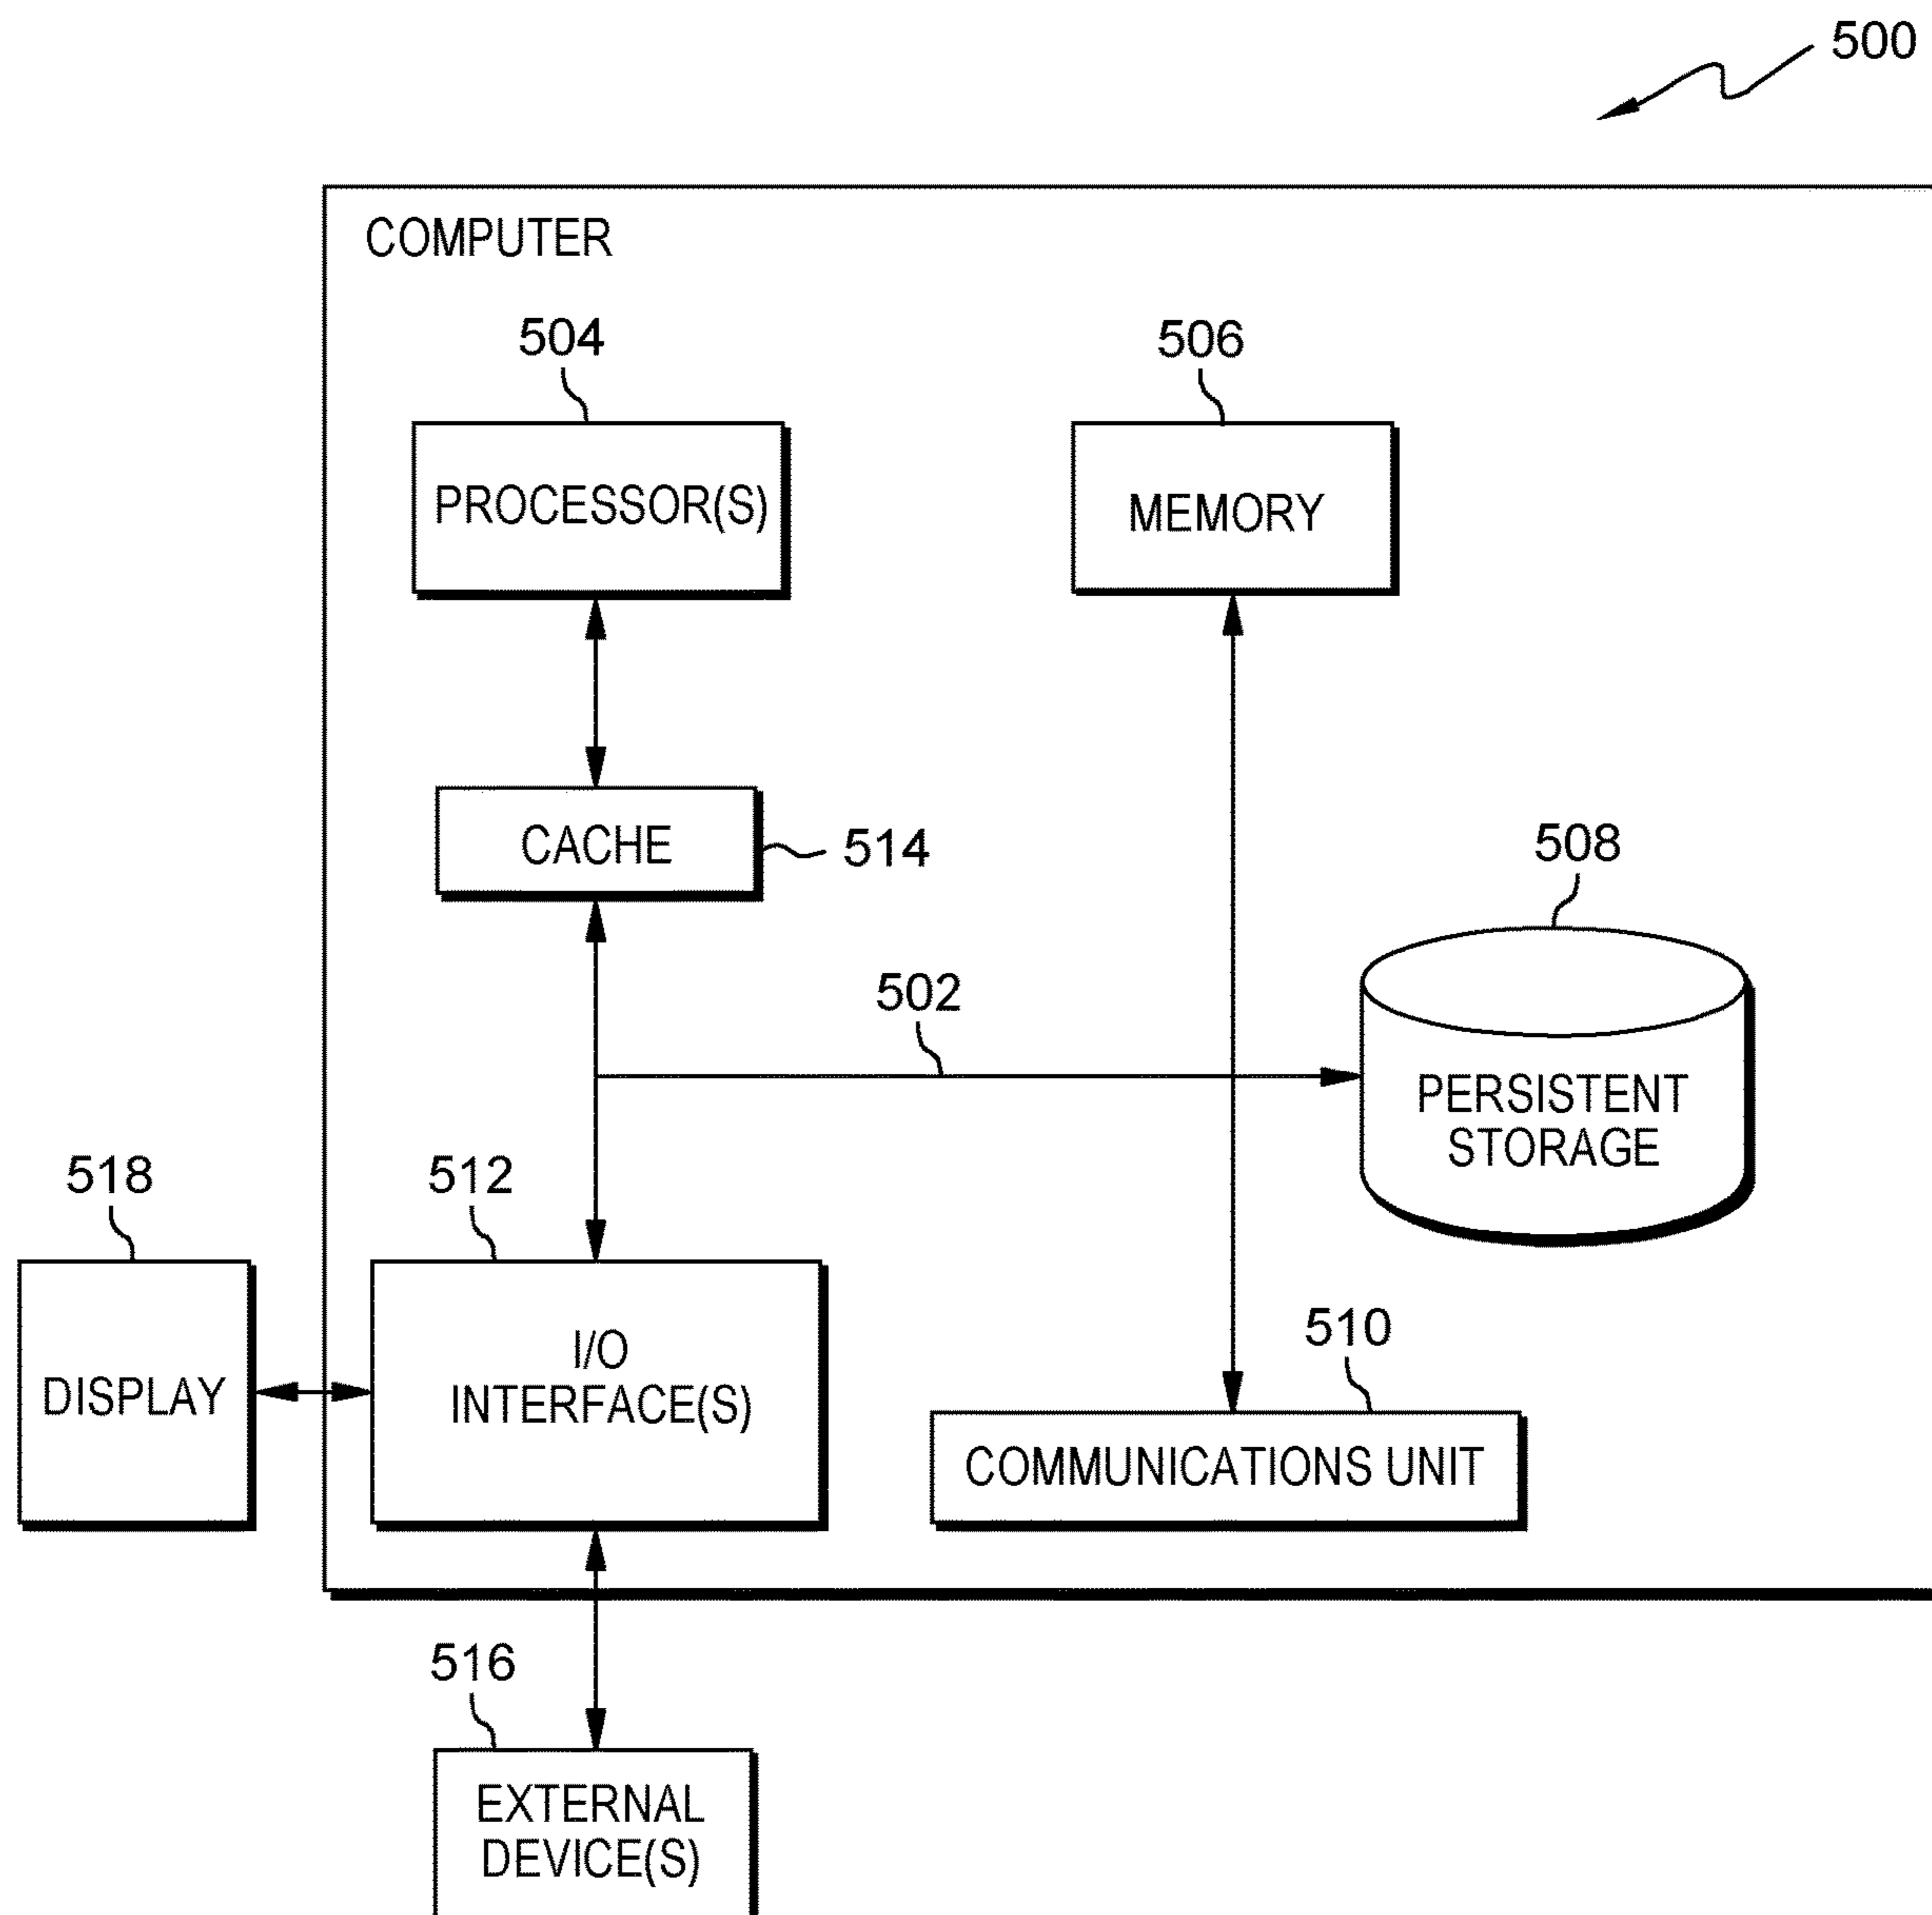 500
COMPUTER
504
506
PROCESSOR(S)
MEMORY
CACHE
514
508
502
PERSISTENT
STORAGE
518
512
DISPLAY
I/O
INTERFACE(S)
510
COMMUNICATIONS UNIT
516
EXTERNAL
DEVICE(S)